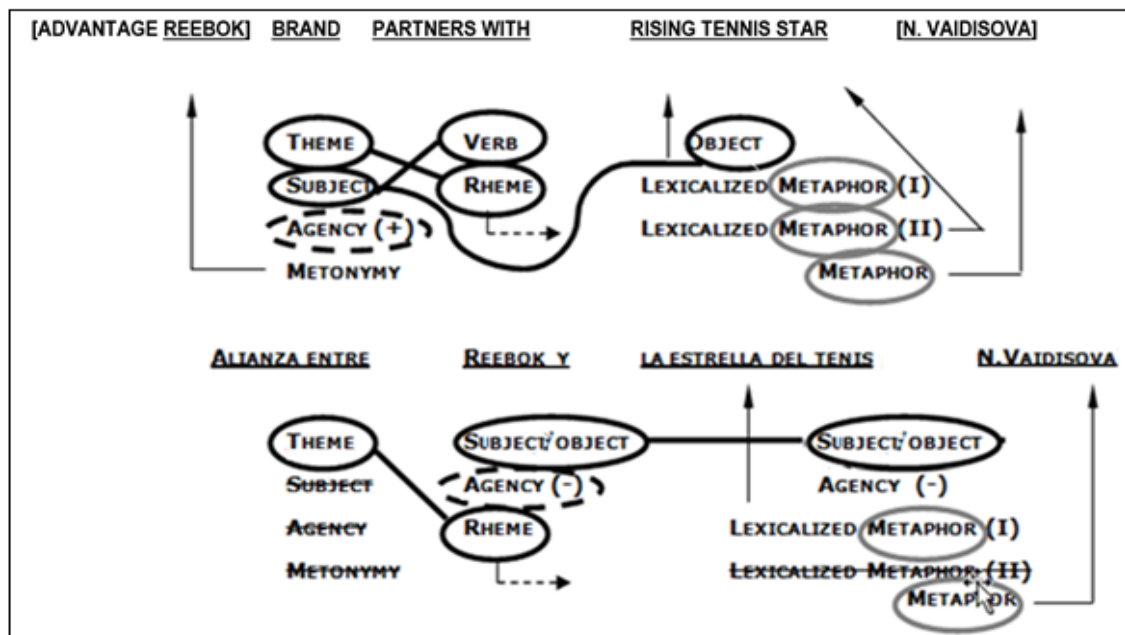 [ADVANTAGE REEBOK] BRAND PARTNERS WITH RISING TENNIS STAR [N. VAIDISOVA]
THEME VERB OBJECT
SUBJECT RHEME LEXICALIZED METAPHOR (I)
AGENCY (+) LEXICALIZED METAPHOR (II)
METONYMY METAPHOR
ALIANZA ENTRE REEBOK Y LA ESTRELLA DEL TENIS N.VAIDISOVA
THEME SUBJECT/OBJECT SUBJECT/OBJECT
SUBJECT AGENCY (-) AGENCY (-)
AGENCY RHEME LEXICALIZED METAPHOR (I)
METONYMY LEXICALIZED METAPHOR (II)
METAPHOR